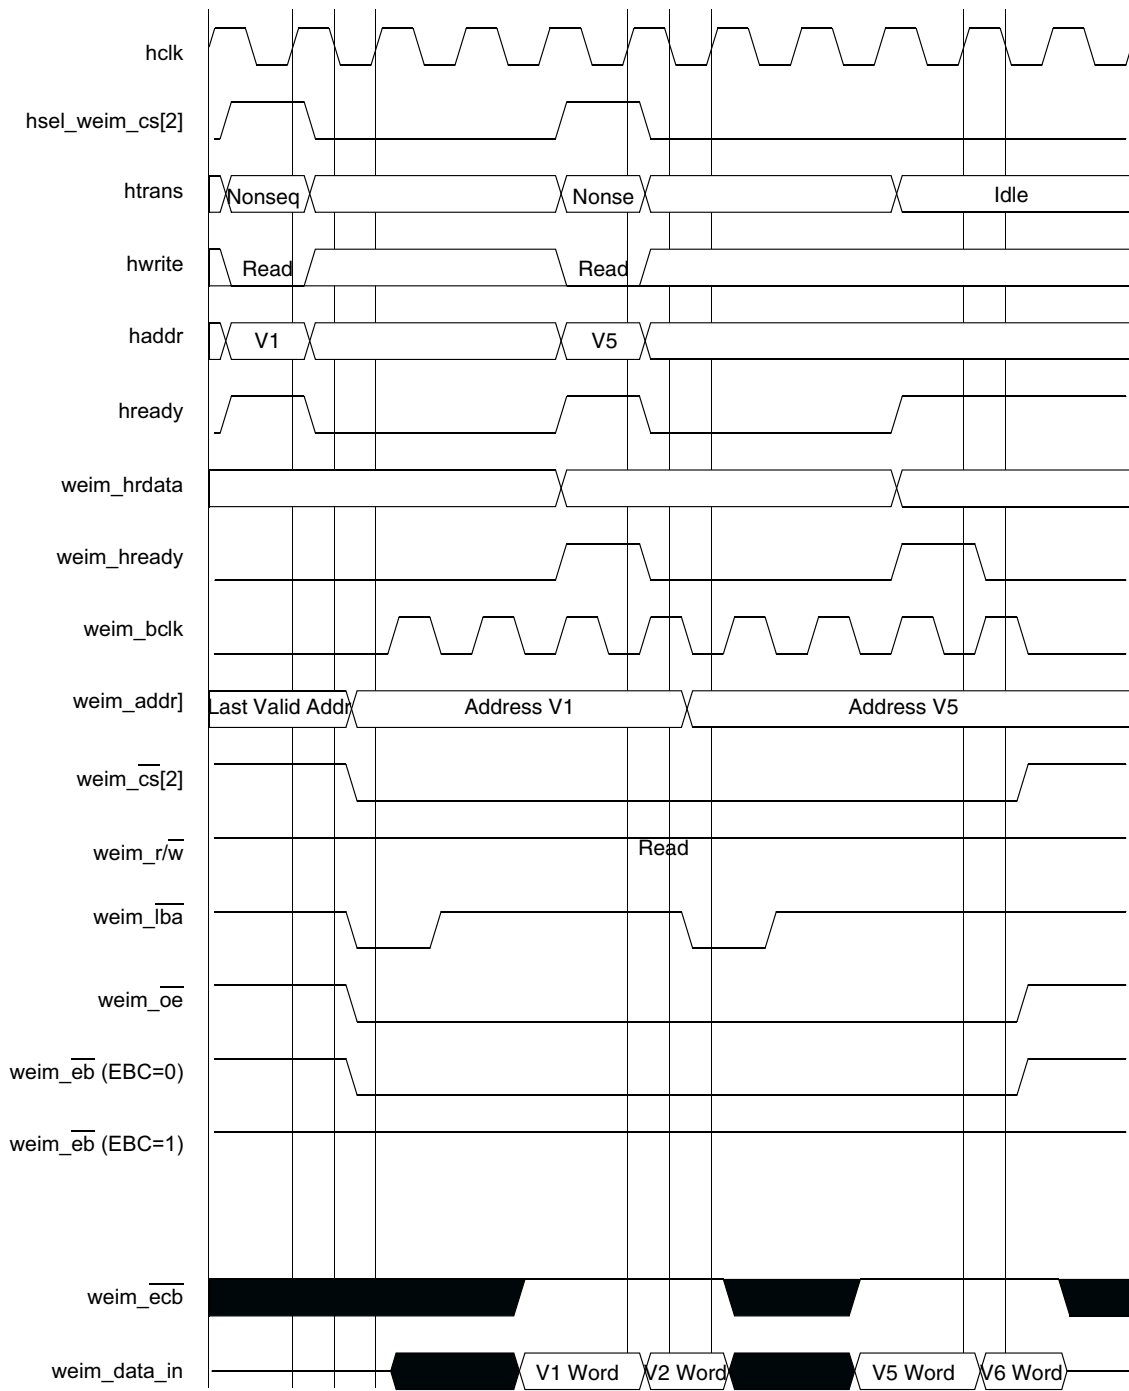 hclk
hsel_weim_cs[2]
htrans Nonseq Nonse Idle
hwrite Read Read
haddr V1 V5
hready
weim_hrdata
weim_hready
weim_bclk
weim_addr] Last Valid Addr Address V1 Address V5
weim_cs[2]
weim_r/w Read
weim_lba
weim_oe
weim_eb (EBC=0)
weim_eb (EBC=1)
weim_ecb
weim_data_in V1 Word V2 Word V5 Word V6 Word